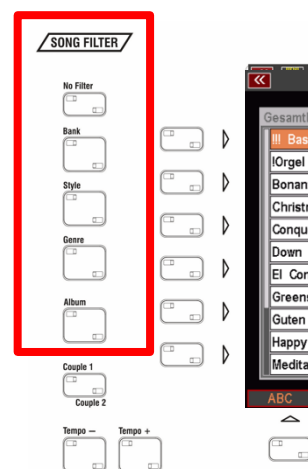 SONG FILTER
No Filter
Bank
Style
Genre
Album
Couple 1
Couple 2
Tempo − Tempo +
Gesamt
!!! Bas
!Orgel
Bonan
Christ
Conqu
Down
El Con
Greens
Guten
Happy
Medita
ABC